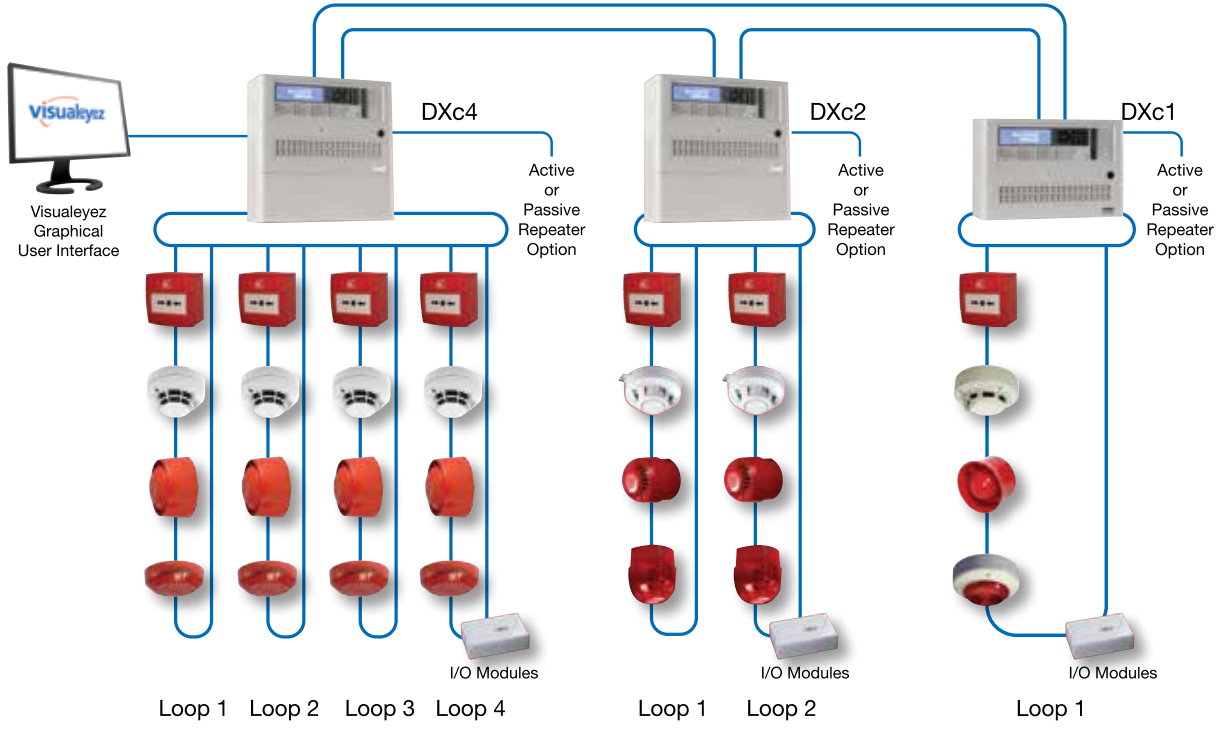 DXc4
DXc2
DXc1
Visualeyez
Visualeyez
Graphical
User Interface
Active
or
Passive
Repeater
Option
Active
or
Passive
Repeater
Option
Active
or
Passive
Repeater
Option
I/O Modules
I/O Modules
I/O Modules
Loop 1
Loop 2
Loop 3
Loop 4
Loop 1
Loop 2
Loop 1